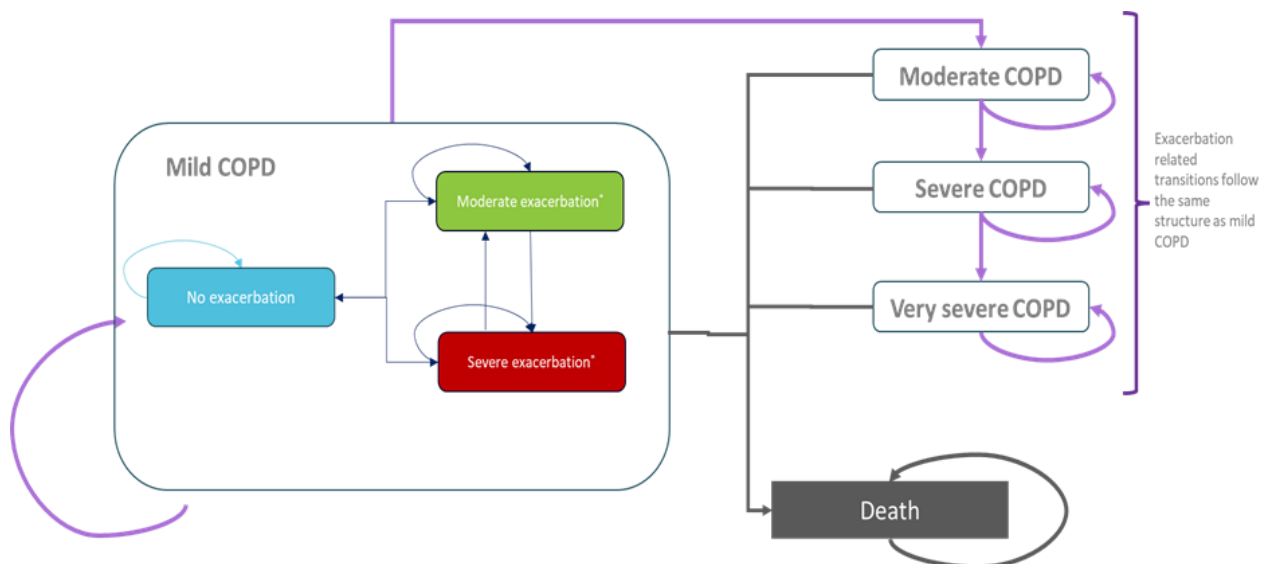 Moderate COPD
Mild COPD
Moderate exacerbation*
No exacerbation
Severe exacerbation*
Severe COPD
Very severe COPD
Exacerbation
related
transitions follow
the same
structure as mild
COPD
Death